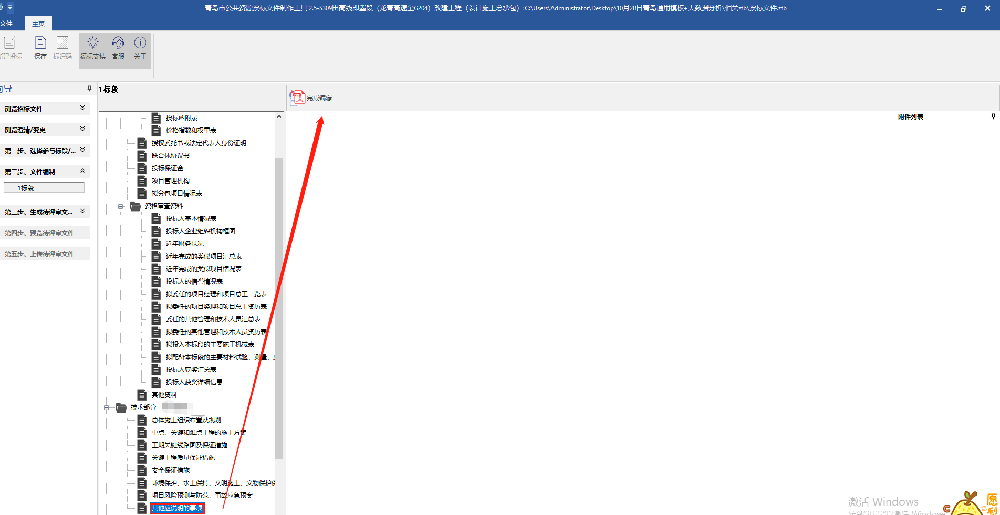 青岛市公共资源投标文件制作工具 2.5-S309田高线即墨段（龙青高速至G204）改建工程（设计施工总承包）:C:\Users\Administrator\Desktop\10月28日青岛通用模板+大数据分析\相关ztb\投标文件.ztb
文件
主页
新建投标
保存
标识码
福标支持
客服
关于
向导
浏览招标文件
浏览澄清/变更
第一步、选择参与标段/...
第二步、文件编制
1标段
第三步、生成待评审文...
第四步、预览待评审文件
第五步、上传待评审文件
1标段
投标函附录
价格指数和权重表
授权委托书或法定代表人身份证明
联合体协议书
投标保证金
项目管理机构
拟分包项目情况表
资格审查资料
投标人基本情况表
投标人企业组织机构框图
近年财务状况
近年完成的类似项目汇总表
近年完成的类似项目情况表
投标人的信誉情况表
拟委任的项目经理和项目总工一览表
拟委任的项目经理和项目总工资历表
委任的其他管理和技术人员汇总表
拟委任的其他管理和技术人员资历表
拟投入本标段的主要施工机械表
拟配备本标段的主要材料试验、测量、
投标人获奖汇总表
投标人获奖详细信息
其他资料
技术部分
总体施工组织布置及规划
重点、关键和难点工程的施工方案
工期关键线路图及保证措施
关键工程质量保证措施
安全保证措施
环境保护、水土保持、文明施工、文物保护保
项目风险预测与防范，事故应急预案
其他应说明的事项
PDF
完成编辑
附件列表
激活 Windows
转到"设置"以激活 Windows
愿
利